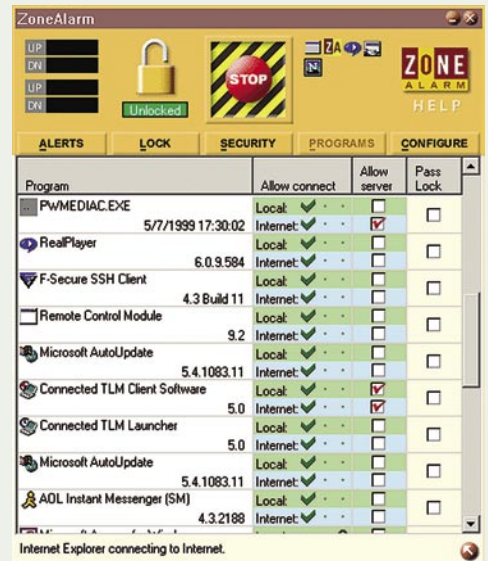 ZoneAlarm
UP
DN
UP
DN
Unlocked
STOP
ZA
N
ZONE
ALARM
HELP
ALERTS
LOCK
SECURITY
PROGRAMS
CONFIGURE
Program
Allow connect
Allow server
Pass Lock
PWMEDIAC.EXE
Local:
5/7/1999 17:30:02
Internet:
RealPlayer
Local:
6.0.9.584
Internet:
F-Secure SSH Client
Local:
4.3 Build 11
Internet:
Remote Control Module
Local:
9.2
Internet:
Microsoft AutoUpdate
Local:
5.4.1083.11
Internet:
Connected TLM Client Software
Local:
5.0
Internet:
Connected TLM Launcher
Local:
5.0
Internet:
Microsoft AutoUpdate
Local:
5.4.1083.11
Internet:
AOL Instant Messenger (SM)
Local:
4.3.2188
Internet:
Internet Explorer connecting to Internet.